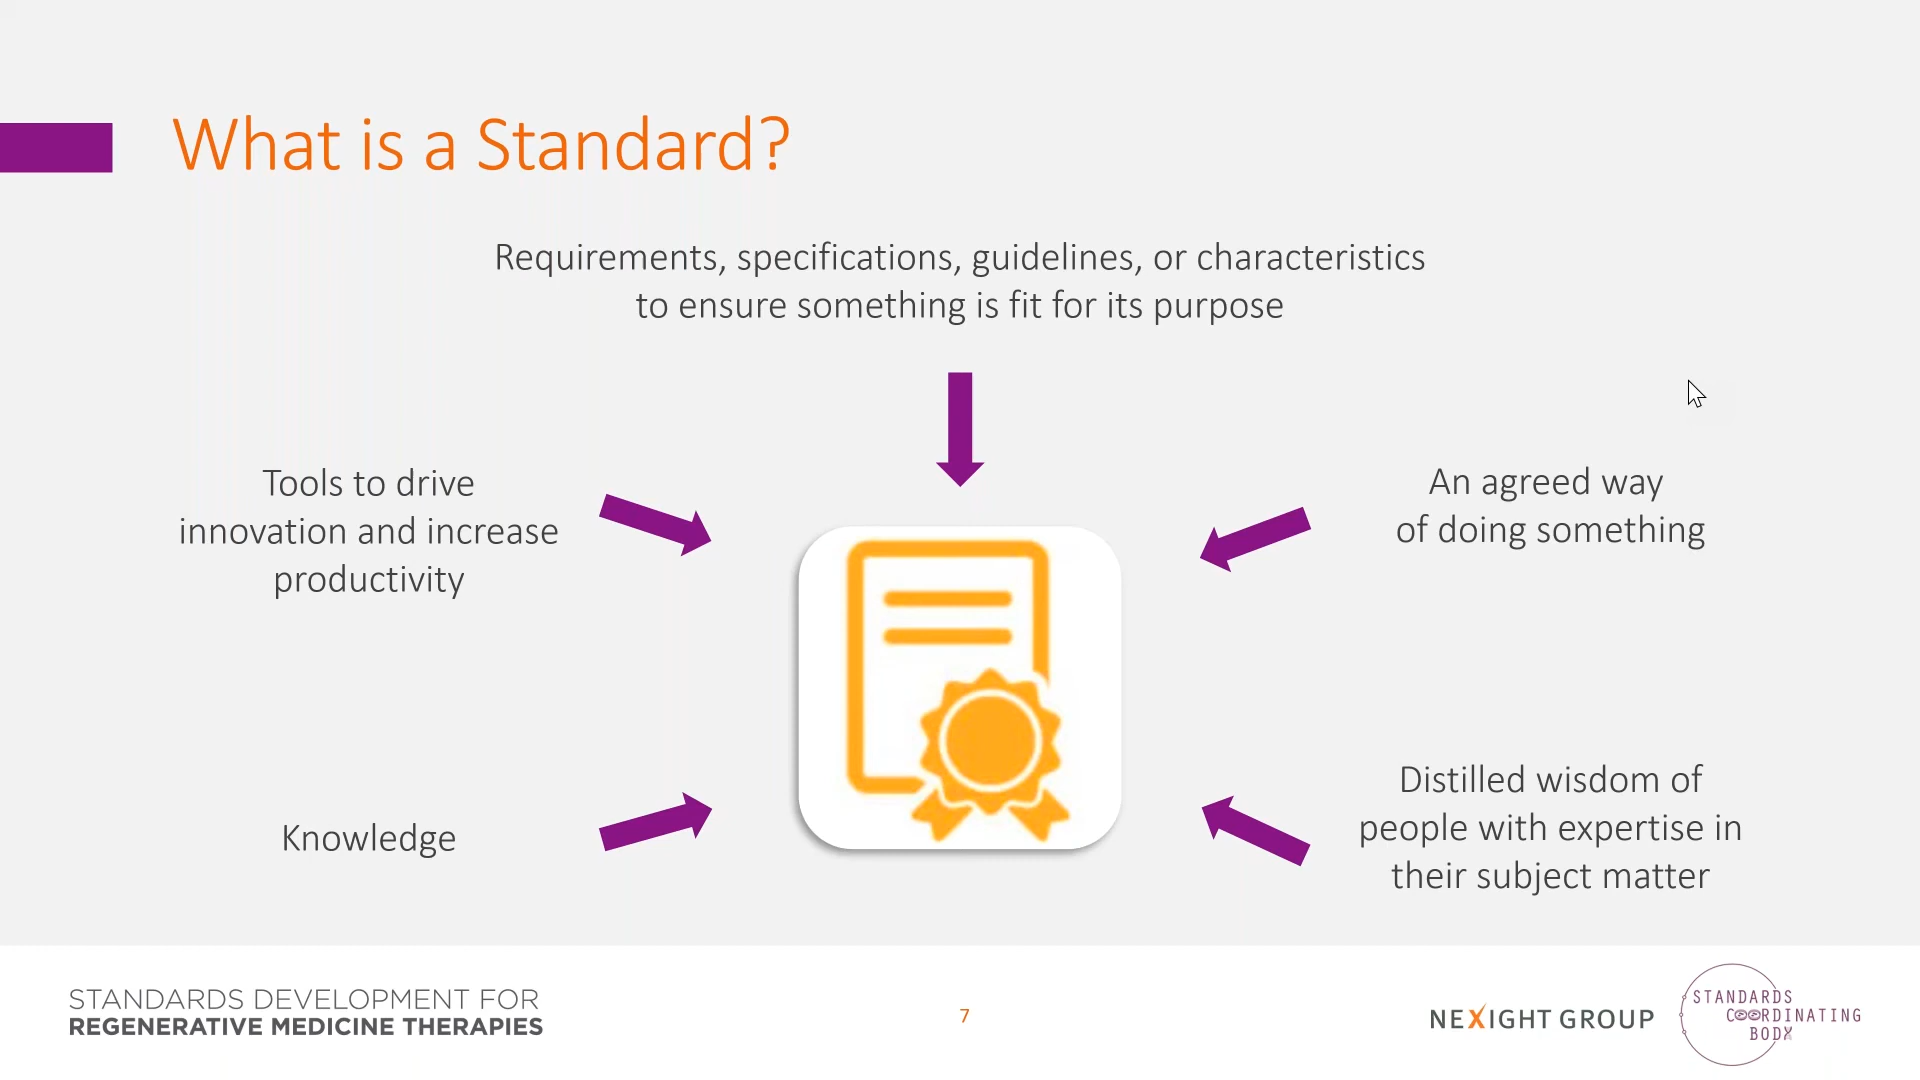 What is a Standard?
Requirements, specifications, guidelines, or characteristics
to ensure something is fit for its purpose
Tools to drive
innovation and increase
productivity
An agreed way
of doing something
Knowledge
Distilled wisdom of
people with expertise in
their subject matter
STANDARDS DEVELOPMENT FOR
REGENERATIVE MEDICINE THERAPIES
7
NEXIGHT GROUP
STANDARDS
COORDINATING
BODY